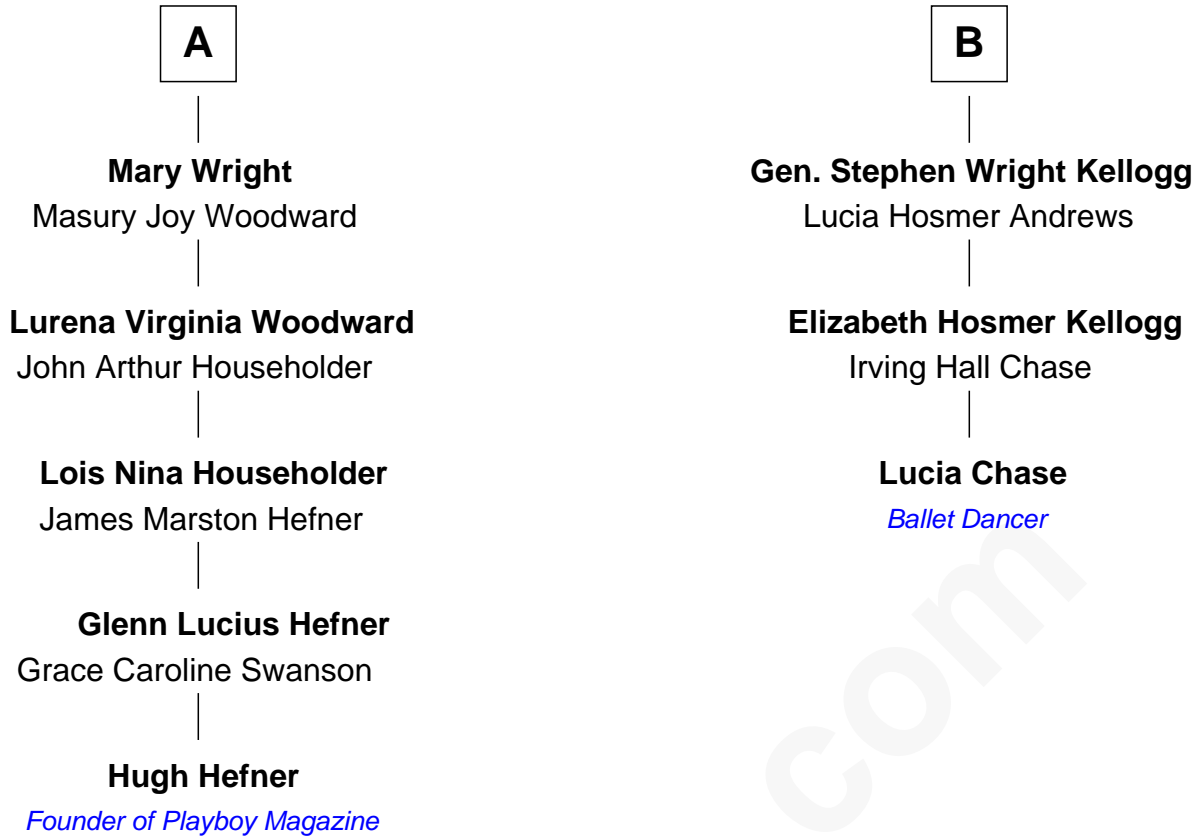 A
Mary Wright
Masury Joy Woodward
Lurena Virginia Woodward
John Arthur Householder
Lois Nina Householder
James Marston Hefner
Glenn Lucius Hefner
Grace Caroline Swanson
Hugh Hefner
Founder of Playboy Magazine
B
Gen. Stephen Wright Kellogg
Lucia Hosmer Andrews
Elizabeth Hosmer Kellogg
Irving Hall Chase
Lucia Chase
Ballet Dancer
com